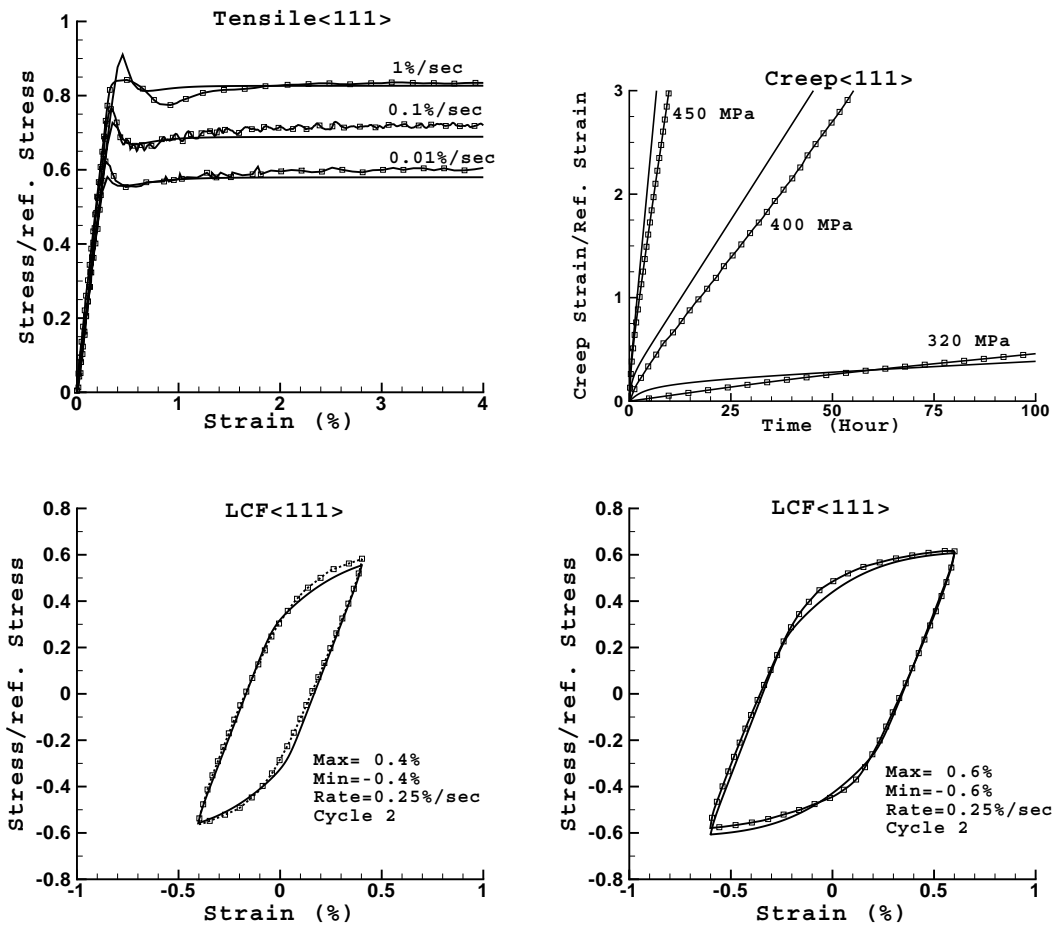 Tensile<111>
Stress/ref. Stress
1
0.8
0.6
0.4
0.2
0
1%/sec
0.1%/sec
0.01%/sec
0
1
2
3
4
Strain (%)
Creep<111>
Creep Strain/Ref. Strain
3
2
1
0
450 MPa
400 MPa
320 MPa
0
25
50
75
100
Time (Hour)
LCF<111>
Stress/ref. Stress
0.8
0.6
0.4
0.2
0
-0.2
-0.4
-0.6
-0.8
Max= 0.4%
Min=-0.4%
Rate=0.25%/sec
Cycle 2
-1
-0.5
0
0.5
1
Strain (%)
LCF<111>
Stress/ref. Stress
0.8
0.6
0.4
0.2
0
-0.2
-0.4
-0.6
-0.8
Max= 0.6%
Min=-0.6%
Rate=0.25%/sec
Cycle 2
-1
-0.5
0
0.5
1
Strain (%)